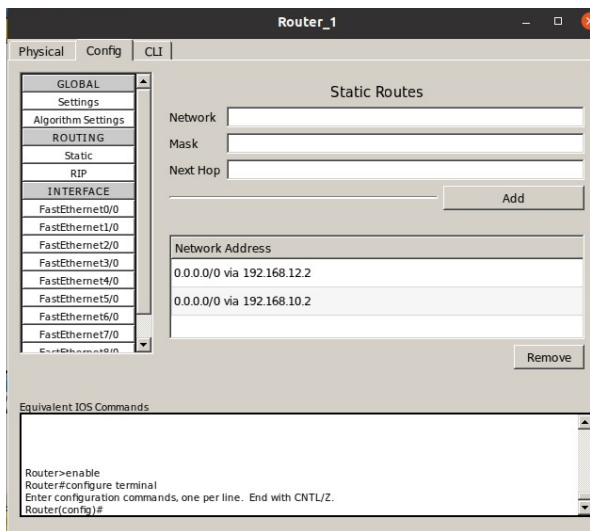 Router_1
Physical Config CLI
GLOBAL
Settings
Algorithm Settings
ROUTING
Static
RIP
INTERFACE
FastEthernet0/0
FastEthernet1/0
FastEthernet2/0
FastEthernet3/0
FastEthernet4/0
FastEthernet5/0
FastEthernet6/0
FastEthernet7/0
FastEthernet8/0
Static Routes
Network
Mask
Next Hop
Add
Network Address
0.0.0.0/0 via 192.168.12.2
0.0.0.0/0 via 192.168.10.2
Remove
Equivalent IOS Commands
Router>enable
Router#configure terminal
Enter configuration commands, one per line. End with CNTL/Z.
Router(config)#